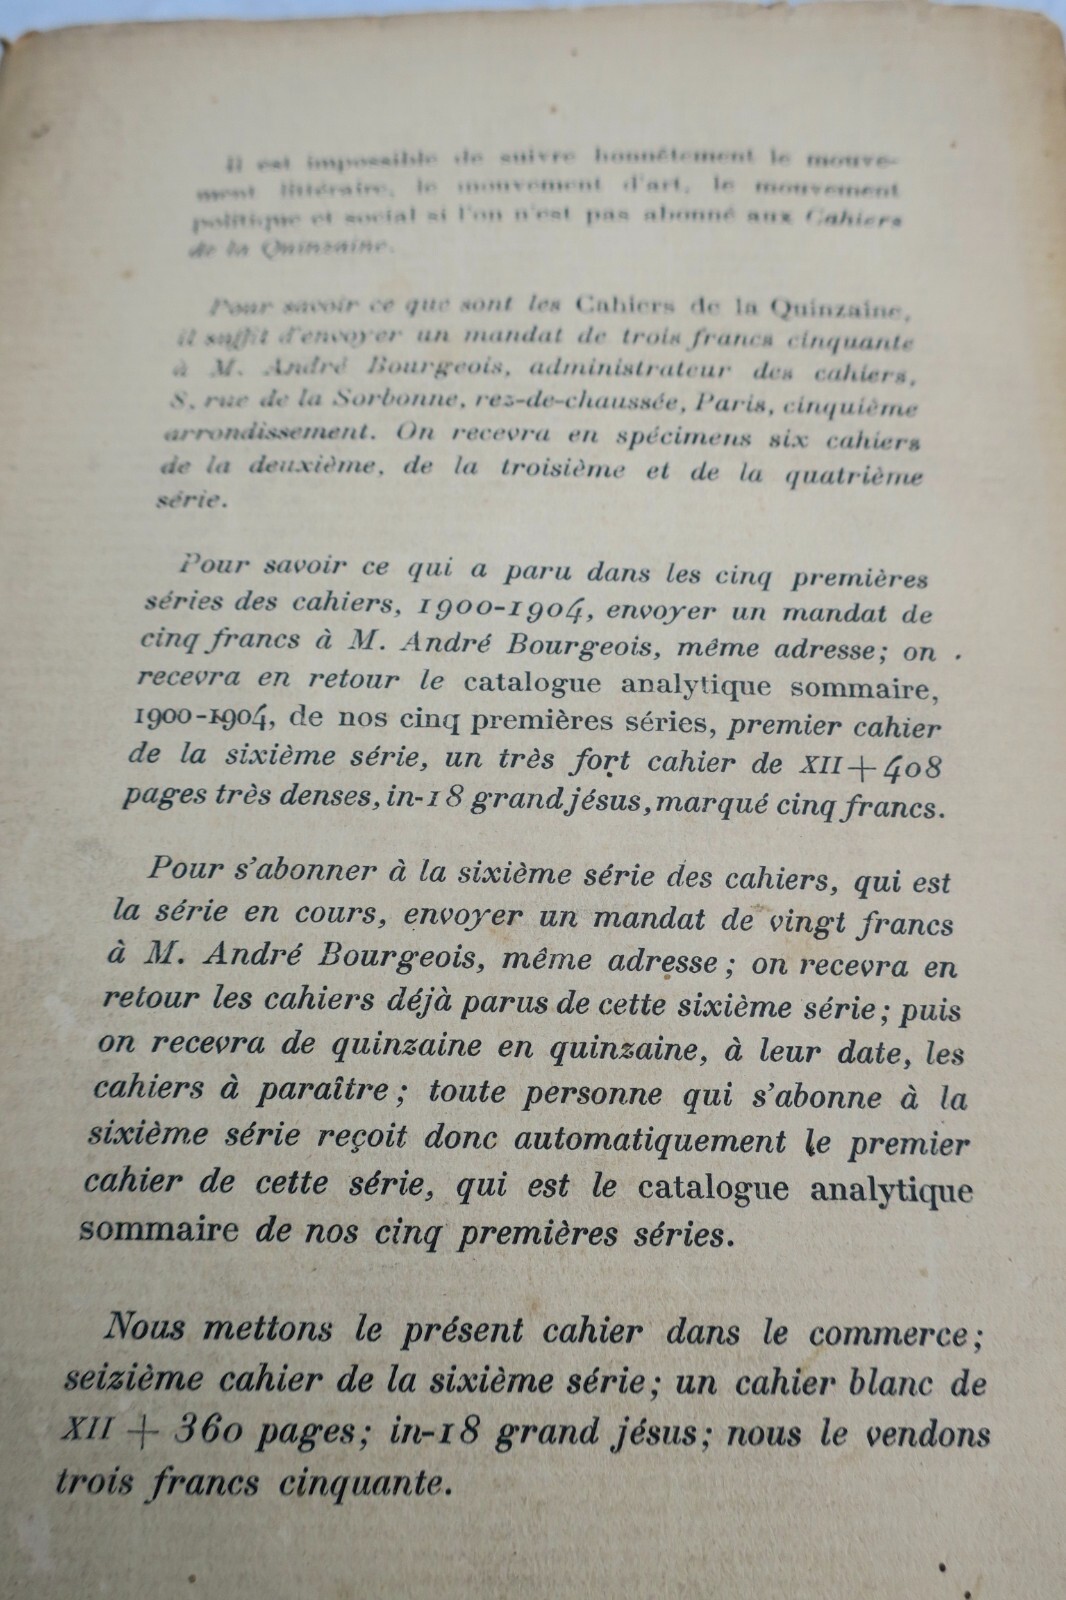 Il est impossible de suivre honnêtement le mouve-
ment littéraire, le mouvement d'art, le mouvement
politique et social si l'on n'est pas abonné aux Cahiers
de la Quinzaine.
Pour savoir ce que sont les Cahiers de la Quinzaine,
il suffit d'envoyer un mandat de trois francs cinquante
à M. André Bourgeois, administrateur des cahiers,
8, rue de la Sorbonne, rez-de-chaussée, Paris, cinquième
arrondissement. On recevra en spécimens six cahiers
de la deuxième, de la troisième et de la quatrième
série.
Pour savoir ce qui a paru dans les cinq premières
séries des cahiers, 1900-1904, envoyer un mandat de
cinq francs à M. André Bourgeois, même adresse; on
recevra en retour le catalogue analytique sommaire,
1900-1904, de nos cinq premières séries, premier cahier
de la sixième série, un très fort cahier de XII+408
pages très denses, in-18 grand jésus, marqué cinq francs.
Pour s'abonner à la sixième série des cahiers, qui est
la série en cours, envoyer un mandat de vingt francs
à M. André Bourgeois, même adresse; on recevra en
retour les cahiers déjà parus de cette sixième série; puis
on recevra de quinzaine en quinzaine, à leur date, les
cahiers à paraître; toute personne qui s'abonne à la
sixième série reçoit donc automatiquement le premier
cahier de cette série, qui est le catalogue analytique
sommaire de nos cinq premières séries.
Nous mettons le présent cahier dans le commerce;
seizième cahier de la sixième série; un cahier blanc de
XII + 360 pages; in-18 grand jésus; nous le vendons
trois francs cinquante.